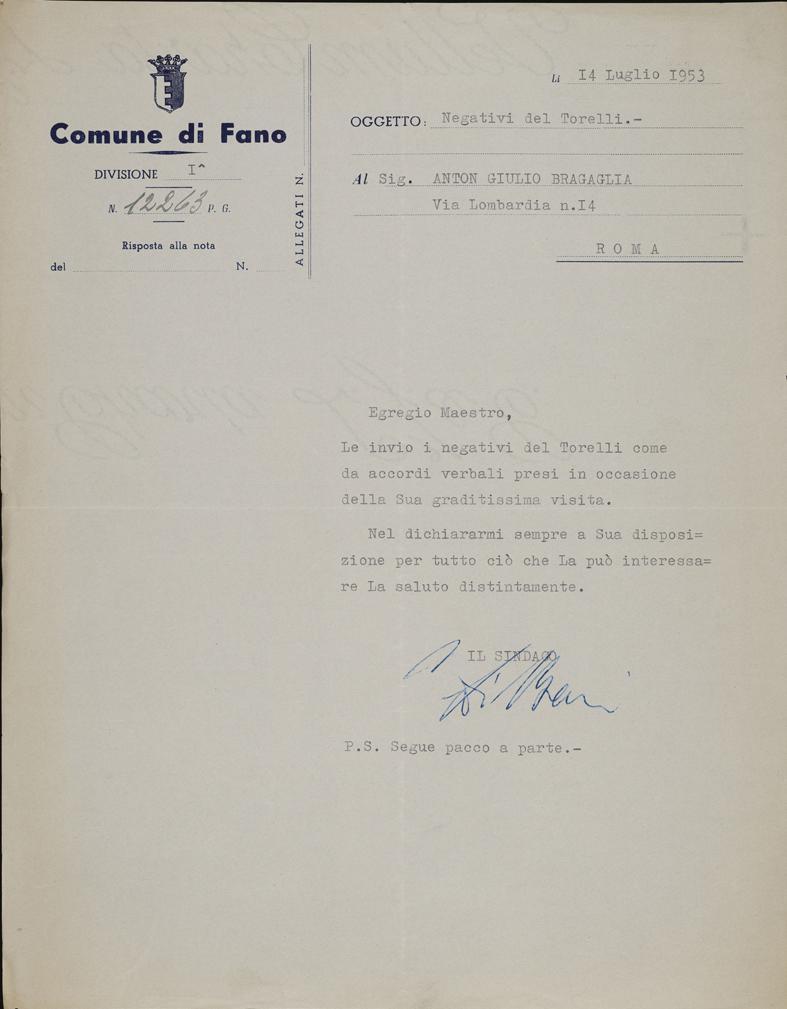 Comune di Fano
DIVISIONE I^
N. 12263 P. G.
Risposta alla nota
del N.
ALLEGATI N.
Li 14 Luglio 1953
OGGETTO: Negativi del Torelli.-
Al Sig. ANTON GIULIO BRAGAGLIA
Via Lombardia n.14
R O M A
Egregio Maestro,
Le invio i negativi del Torelli come
da accordi verbali presi in occasione
della Sua graditissima visita.
Nel dichiararmi sempre a Sua disposi=
zione per tutto ciò che La può interessa=
re La saluto distintamente.
IL SINDACO
P.S. Segue pacco a parte.-